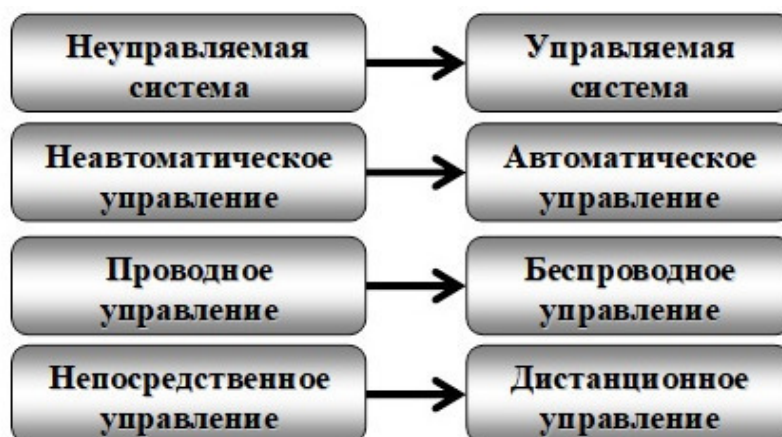 Неуправляемая
система
Управляемая
система
Неавтоматическое
управление
Автоматическое
управление
Проводное
управление
Беспроводное
управление
Непосредственное
управление
Дистанционное
управление